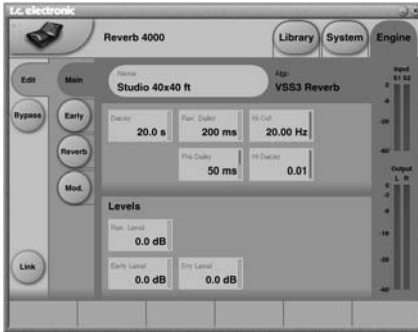 t.c. electronic
Reverb 4000
Library
System
Engine
Edit
Main
Name
Studio 40x40 ft
Algo
VSS3 Reverb
Input
S1 S2
Bypass
Early
Reverb
Mod.
Link
Decay
20.0 s
Rev. Delay
200 ms
Hi Cut
20.00 Hz
Pre Delay
50 ms
Hi Decay
0.01
Levels
Rev. Level
0.0 dB
Early Level
0.0 dB
Dry Level
0.0 dB
Output
L R